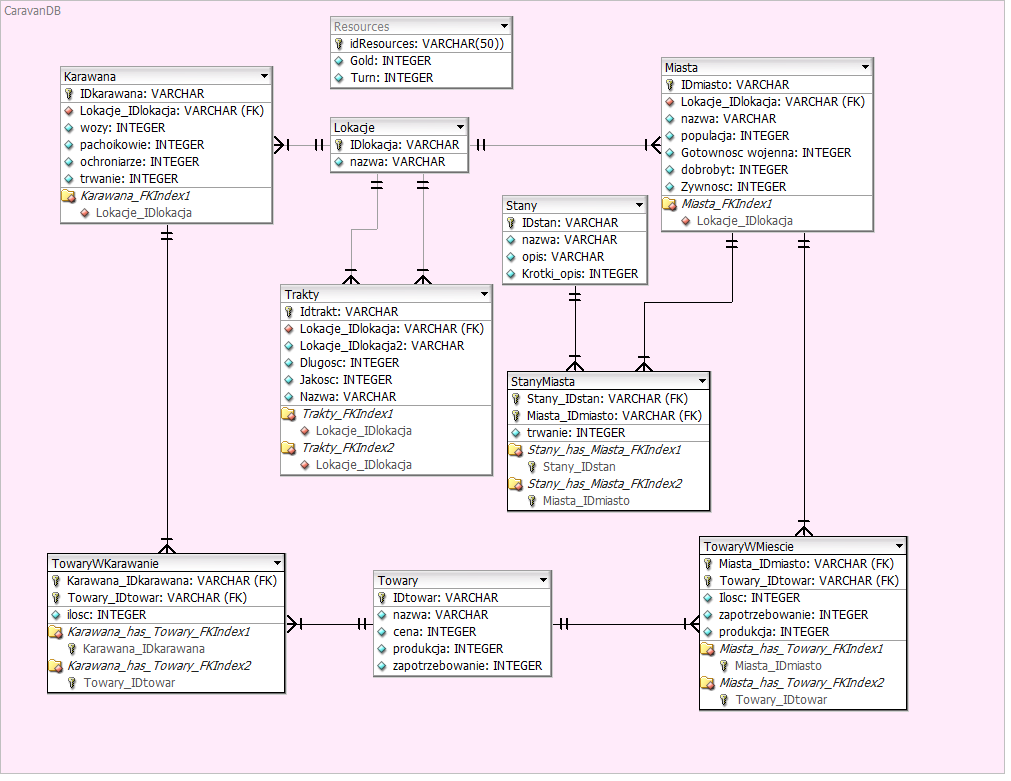 CaravanDB
Resources
idResources: VARCHAR(50))
Gold: INTEGER
Turn: INTEGER
Karawana
IDkarawana: VARCHAR
Lokacje_IDlokacja: VARCHAR (FK)
wozy: INTEGER
pachoikowie: INTEGER
ochroniarze: INTEGER
trwanie: INTEGER
Karawana_FKIndex1
Lokacje_IDlokacja
Lokacje
IDlokacja: VARCHAR
nazwa: VARCHAR
Miasta
IDmiasto: VARCHAR
Lokacje_IDlokacja: VARCHAR (FK)
nazwa: VARCHAR
populacja: INTEGER
Gotownosc wojenna: INTEGER
dobrobyt: INTEGER
Zywnosc: INTEGER
Miasta_FKIndex1
Lokacje_IDlokacja
Stany
IDstan: VARCHAR
nazwa: VARCHAR
opis: VARCHAR
Krotki_opis: INTEGER
Trakty
Idtrakt: VARCHAR
Lokacje_IDlokacja: VARCHAR (FK)
Lokacje_IDlokacja2: VARCHAR
Dlugosc: INTEGER
Jakosc: INTEGER
Nazwa: VARCHAR
Trakty_FKIndex1
Lokacje_IDlokacja
Trakty_FKIndex2
Lokacje_IDlokacja
StanyMiasta
Stany_IDstan: VARCHAR (FK)
Miasta_IDmiasto: VARCHAR (FK)
trwanie: INTEGER
Stany_has_Miasta_FKIndex1
Stany_IDstan
Stany_has_Miasta_FKIndex2
Miasta_IDmiasto
TowaryWKarawanie
Karawana_IDkarawana: VARCHAR (FK)
Towary_IDtowar: VARCHAR (FK)
ilosc: INTEGER
Karawana_has_Towary_FKIndex1
Karawana_IDkarawana
Karawana_has_Towary_FKIndex2
Towary_IDtowar
Towary
IDtowar: VARCHAR
nazwa: VARCHAR
cena: INTEGER
produkcja: INTEGER
zapotrzebowanie: INTEGER
TowaryWMiescie
Miasta_IDmiasto: VARCHAR (FK)
Towary_IDtowar: VARCHAR (FK)
Ilosc: INTEGER
zapotrzebowanie: INTEGER
produkcja: INTEGER
Miasta_has_Towary_FKIndex1
Miasta_IDmiasto
Miasta_has_Towary_FKIndex2
Towary_IDtowar